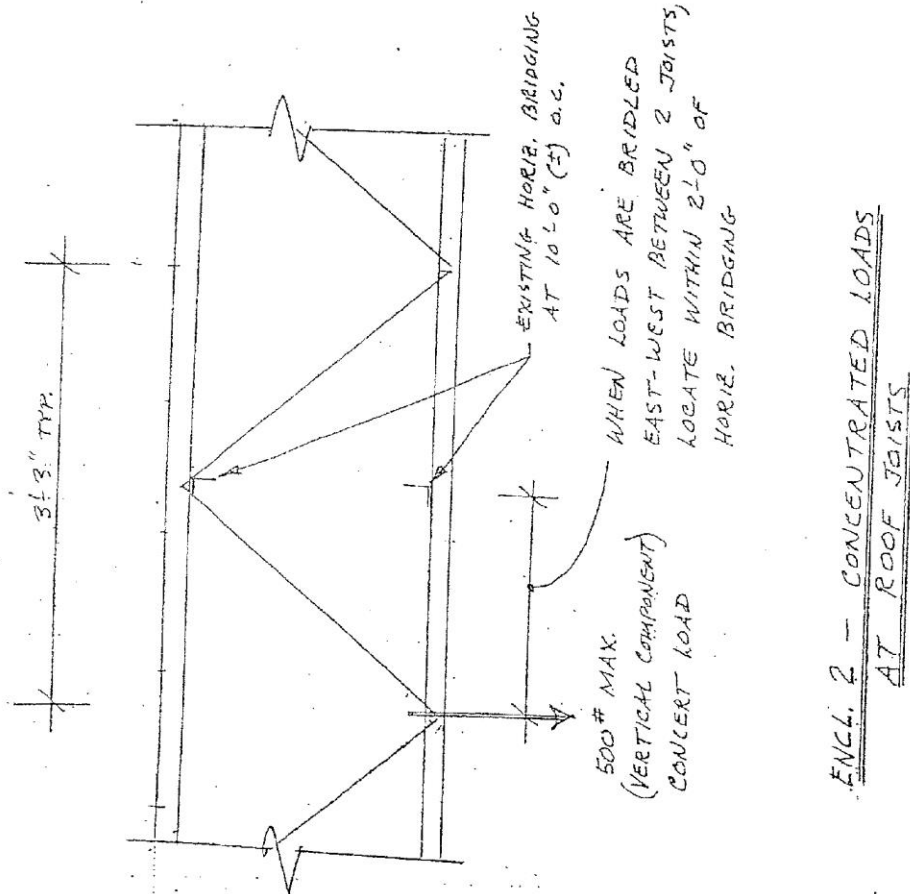 3'-3" TYP.
EXISTING HORIZ. BRIDGING
AT 10'-0" (±) O.C.
WHEN LOADS ARE BRIDLED
EAST-WEST BETWEEN 2 JOISTS,
LOCATE WITHIN 2'-0" OF
HORIZ. BRIDGING
500# MAX.
(VERTICAL COMPONENT)
CONCERT LOAD
ENCL. 2 - CONCENTRATED LOADS
AT ROOF JOISTS